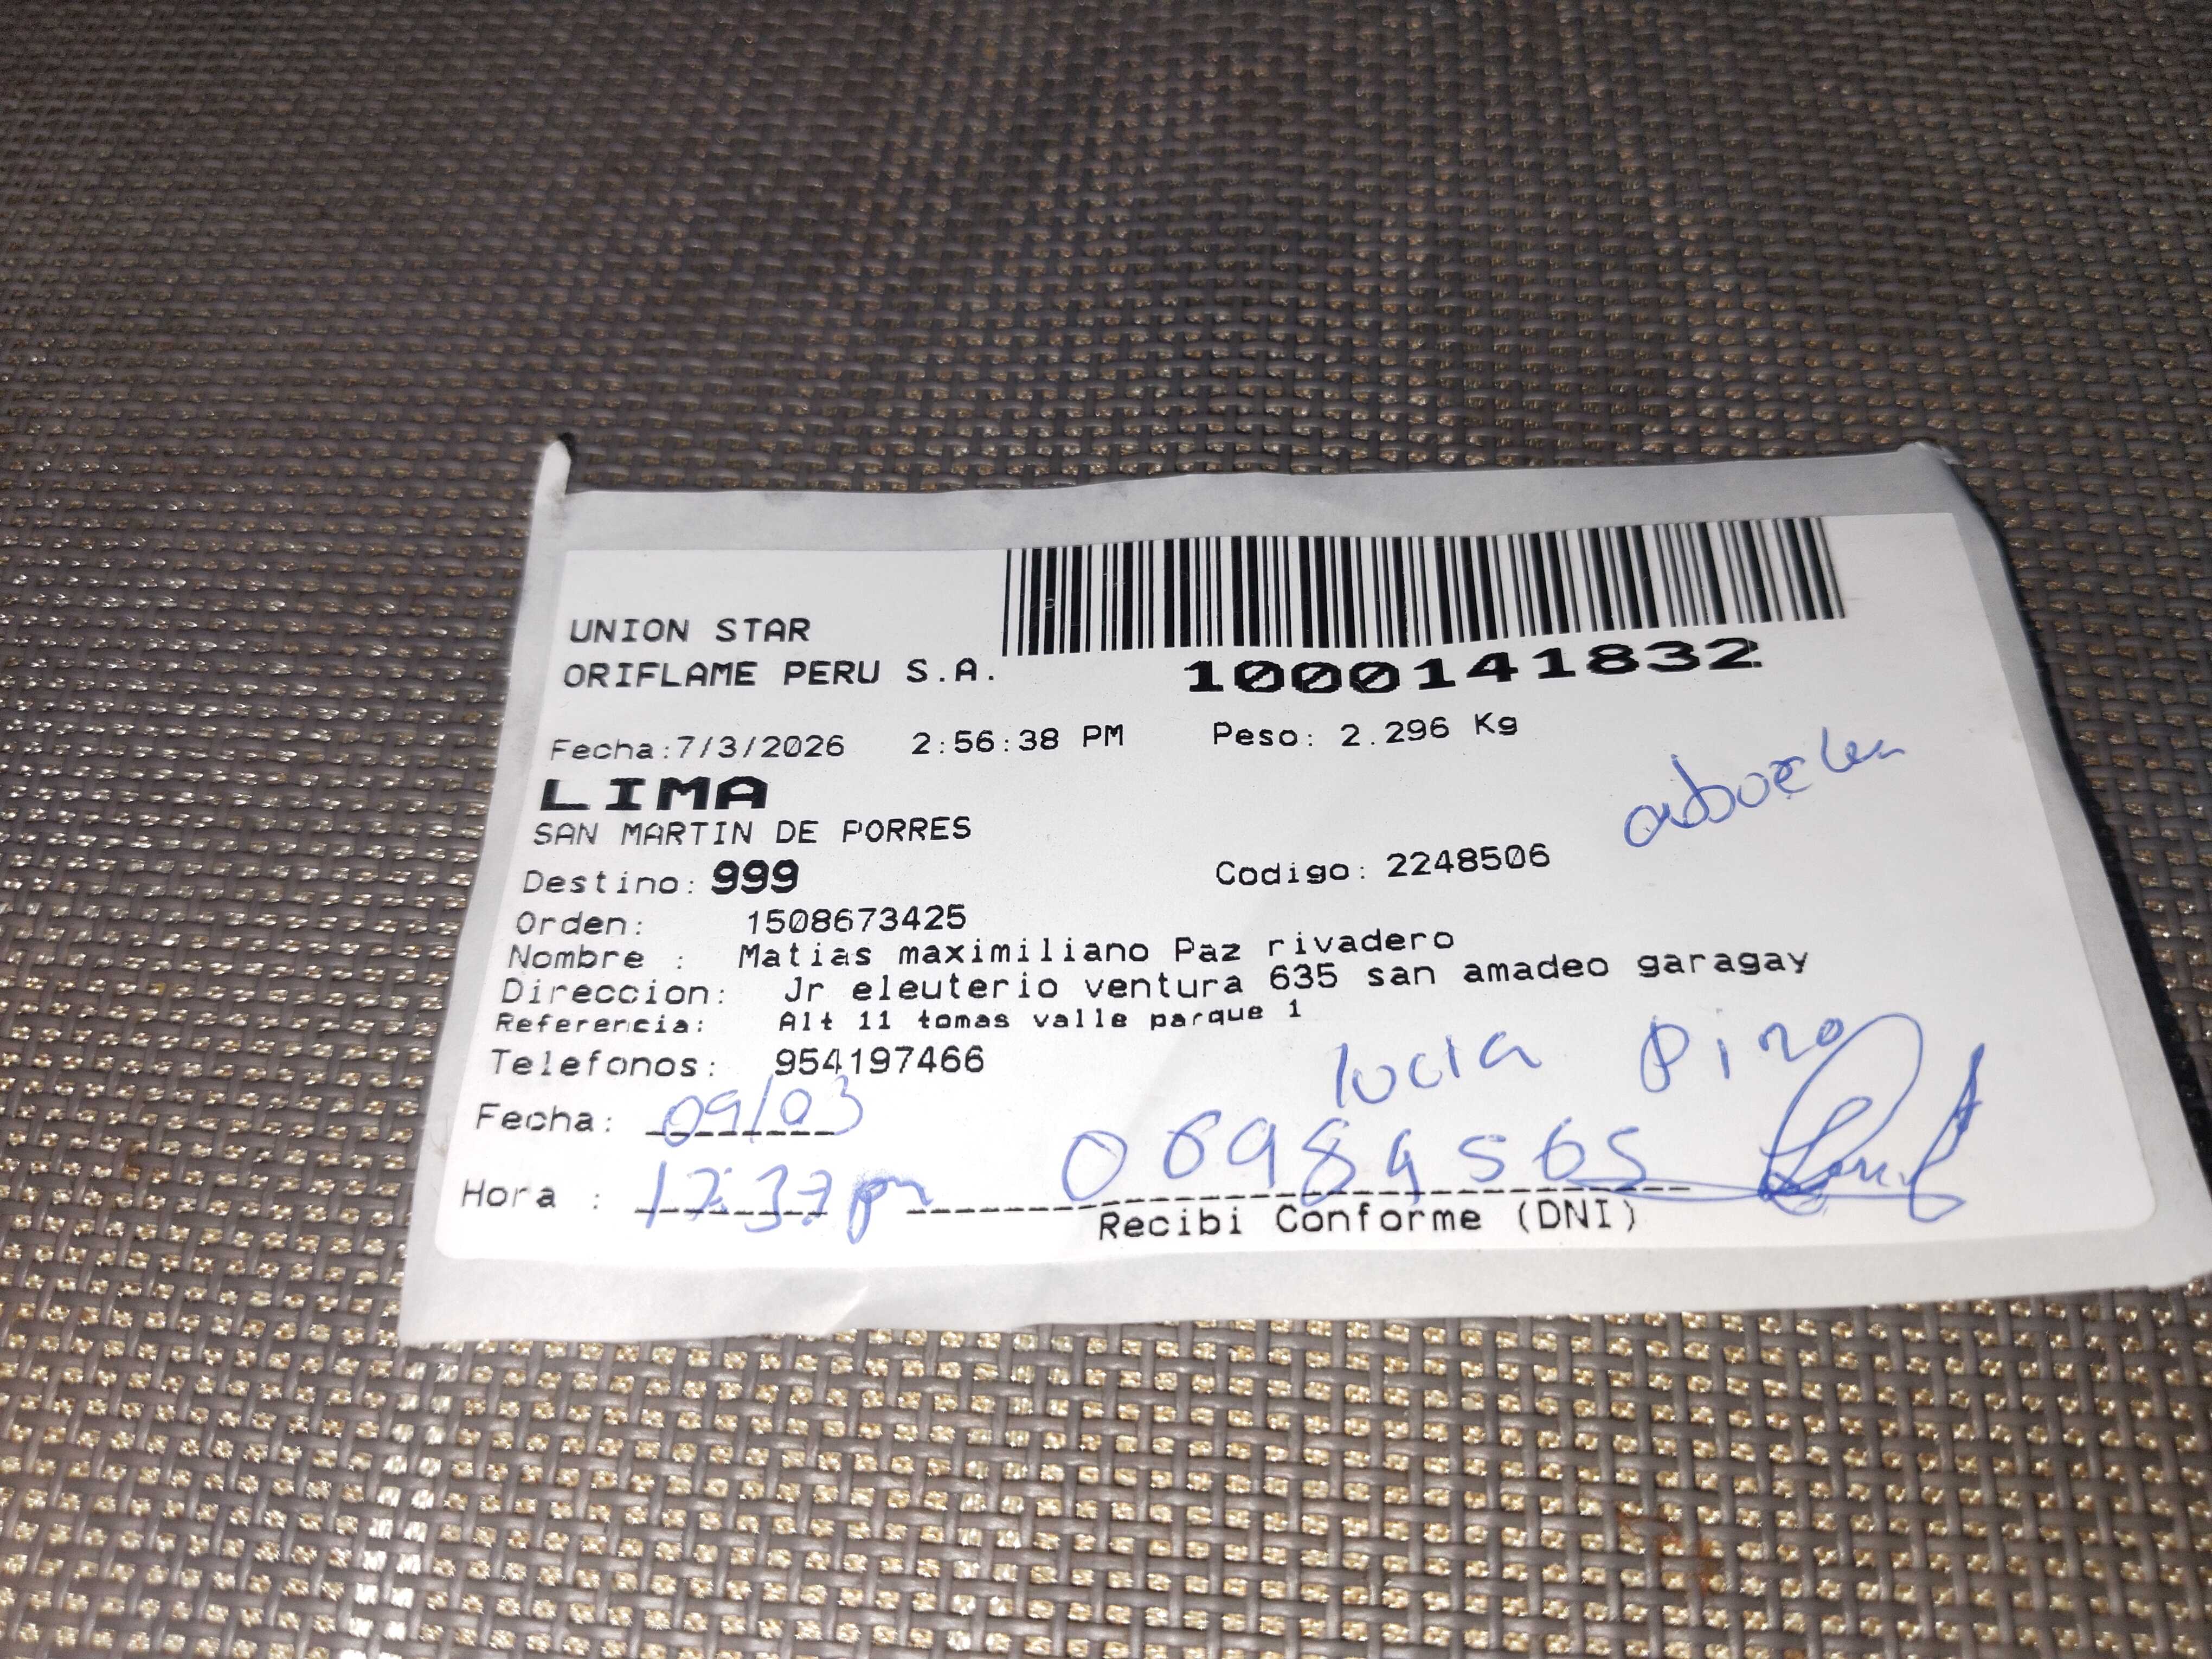 UNION STAR
ORIFLAME PERU S.A.
1000141832
Fecha:7/3/2026 2:56:38 PM Peso: 2.296 Kg
LIMA
abuela
SAN MARTIN DE PORRES
Destino: 999 Codigo: 2248506
Orden: 1508673425
Nombre : Matias maximiliano Paz rivadero
Direccion: Jr eleuterio ventura 635 san amadeo garagay
Referencia: Alt 11 tomas valle parque 1
Telefonos: 954197466
lucia Pino
Fecha: 09/03
Hora : 12:37 pm
Recibi Conforme (DNI)